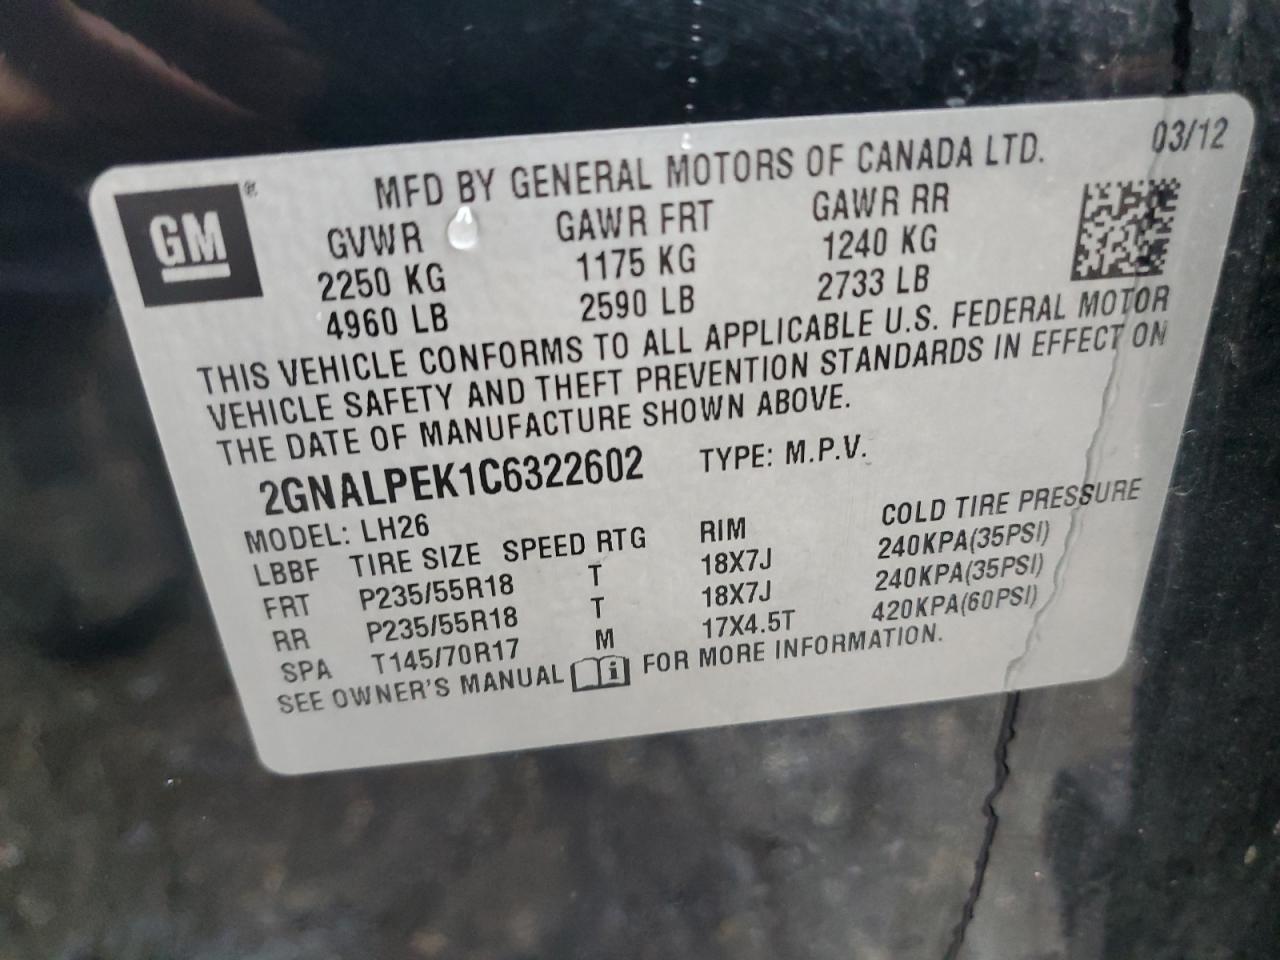 03/12
GM®
MFD BY GENERAL MOTORS OF CANADA LTD.
GVWR GAWR FRT GAWR RR
2250 KG 1175 KG 1240 KG
4960 LB 2590 LB 2733 LB
THIS VEHICLE CONFORMS TO ALL APPLICABLE U.S. FEDERAL MOTOR
VEHICLE SAFETY AND THEFT PREVENTION STANDARDS IN EFFECT ON
THE DATE OF MANUFACTURE SHOWN ABOVE.
2GNALPEK1C6322602 TYPE: M.P.V.
MODEL: LH26
LBBF TIRE SIZE SPEED RTG RIM COLD TIRE PRESSURE
FRT P235/55R18 T 18X7J 240KPA(35PSI)
RR P235/55R18 T 18X7J 240KPA(35PSI)
SPA T145/70R17 M 17X4.5T 420KPA(60PSI)
SEE OWNER'S MANUAL i FOR MORE INFORMATION.